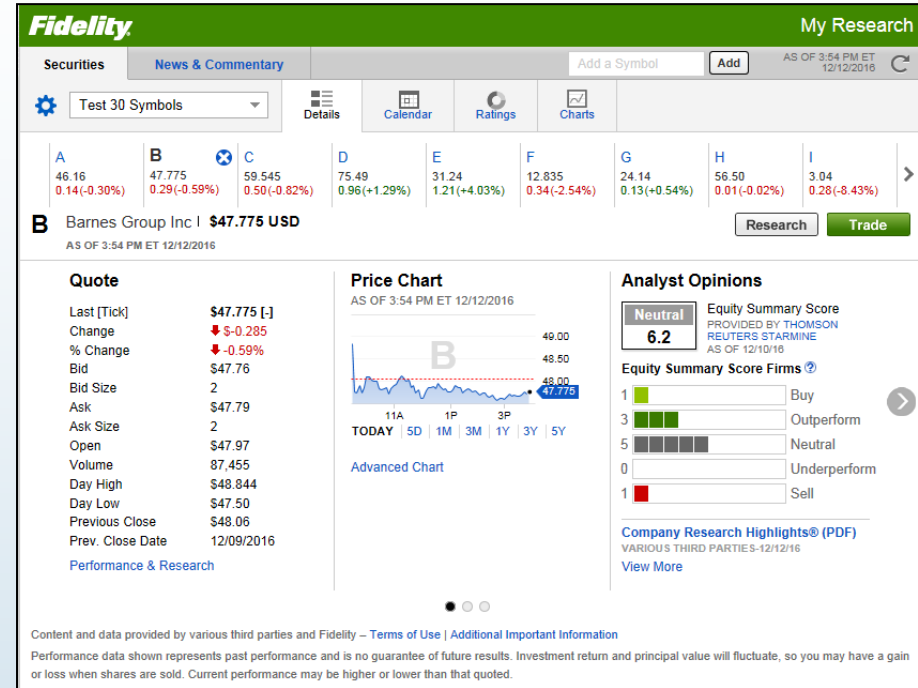 Fidelity
My Research
Securities News & Commentary Add a Symbol Add AS OF 3:54 PM ET
12/12/2016
Test 30 Symbols Details Calendar Ratings Charts
A B C D E F G H I
46.16 47.775 59.545 75.49 31.24 12.835 24.14 56.50 3.04
0.14(-0.30%) 0.29(-0.59%) 0.50(-0.82%) 0.96(+1.29%) 1.21(+4.03%) 0.34(-2.54%) 0.13(+0.54%) 0.01(-0.02%) 0.28(-8.43%)
B Barnes Group Inc | $47.775 USD Research Trade
AS OF 3:54 PM ET 12/12/2016
Quote
Last [Tick] $47.775 [-]
Change $-0.285
% Change -0.59%
Bid $47.76
Bid Size 2
Ask $47.79
Ask Size 2
Open $47.97
Volume 87,455
Day High $48.844
Day Low $47.50
Previous Close $48.06
Prev. Close Date 12/09/2016
Performance & Research
Price Chart
AS OF 3:54 PM ET 12/12/2016
B
49.00
48.50
48.00
47.775
11A 1P 3P
TODAY 5D 1M 3M 1Y 3Y 5Y
Advanced Chart
Analyst Opinions
Neutral
6.2
Equity Summary Score
PROVIDED BY THOMSON
REUTERS STARMINE
AS OF 12/10/16
Equity Summary Score Firms ?
1 Buy
3 Outperform
5 Neutral
0 Underperform
1 Sell
Company Research Highlights® (PDF)
VARIOUS THIRD PARTIES-12/12/16
View More
Content and data provided by various third parties and Fidelity – Terms of Use | Additional Important Information
Performance data shown represents past performance and is no guarantee of future results. Investment return and principal value will fluctuate, so you may have a gain
or loss when shares are sold. Current performance may be higher or lower than that quoted.